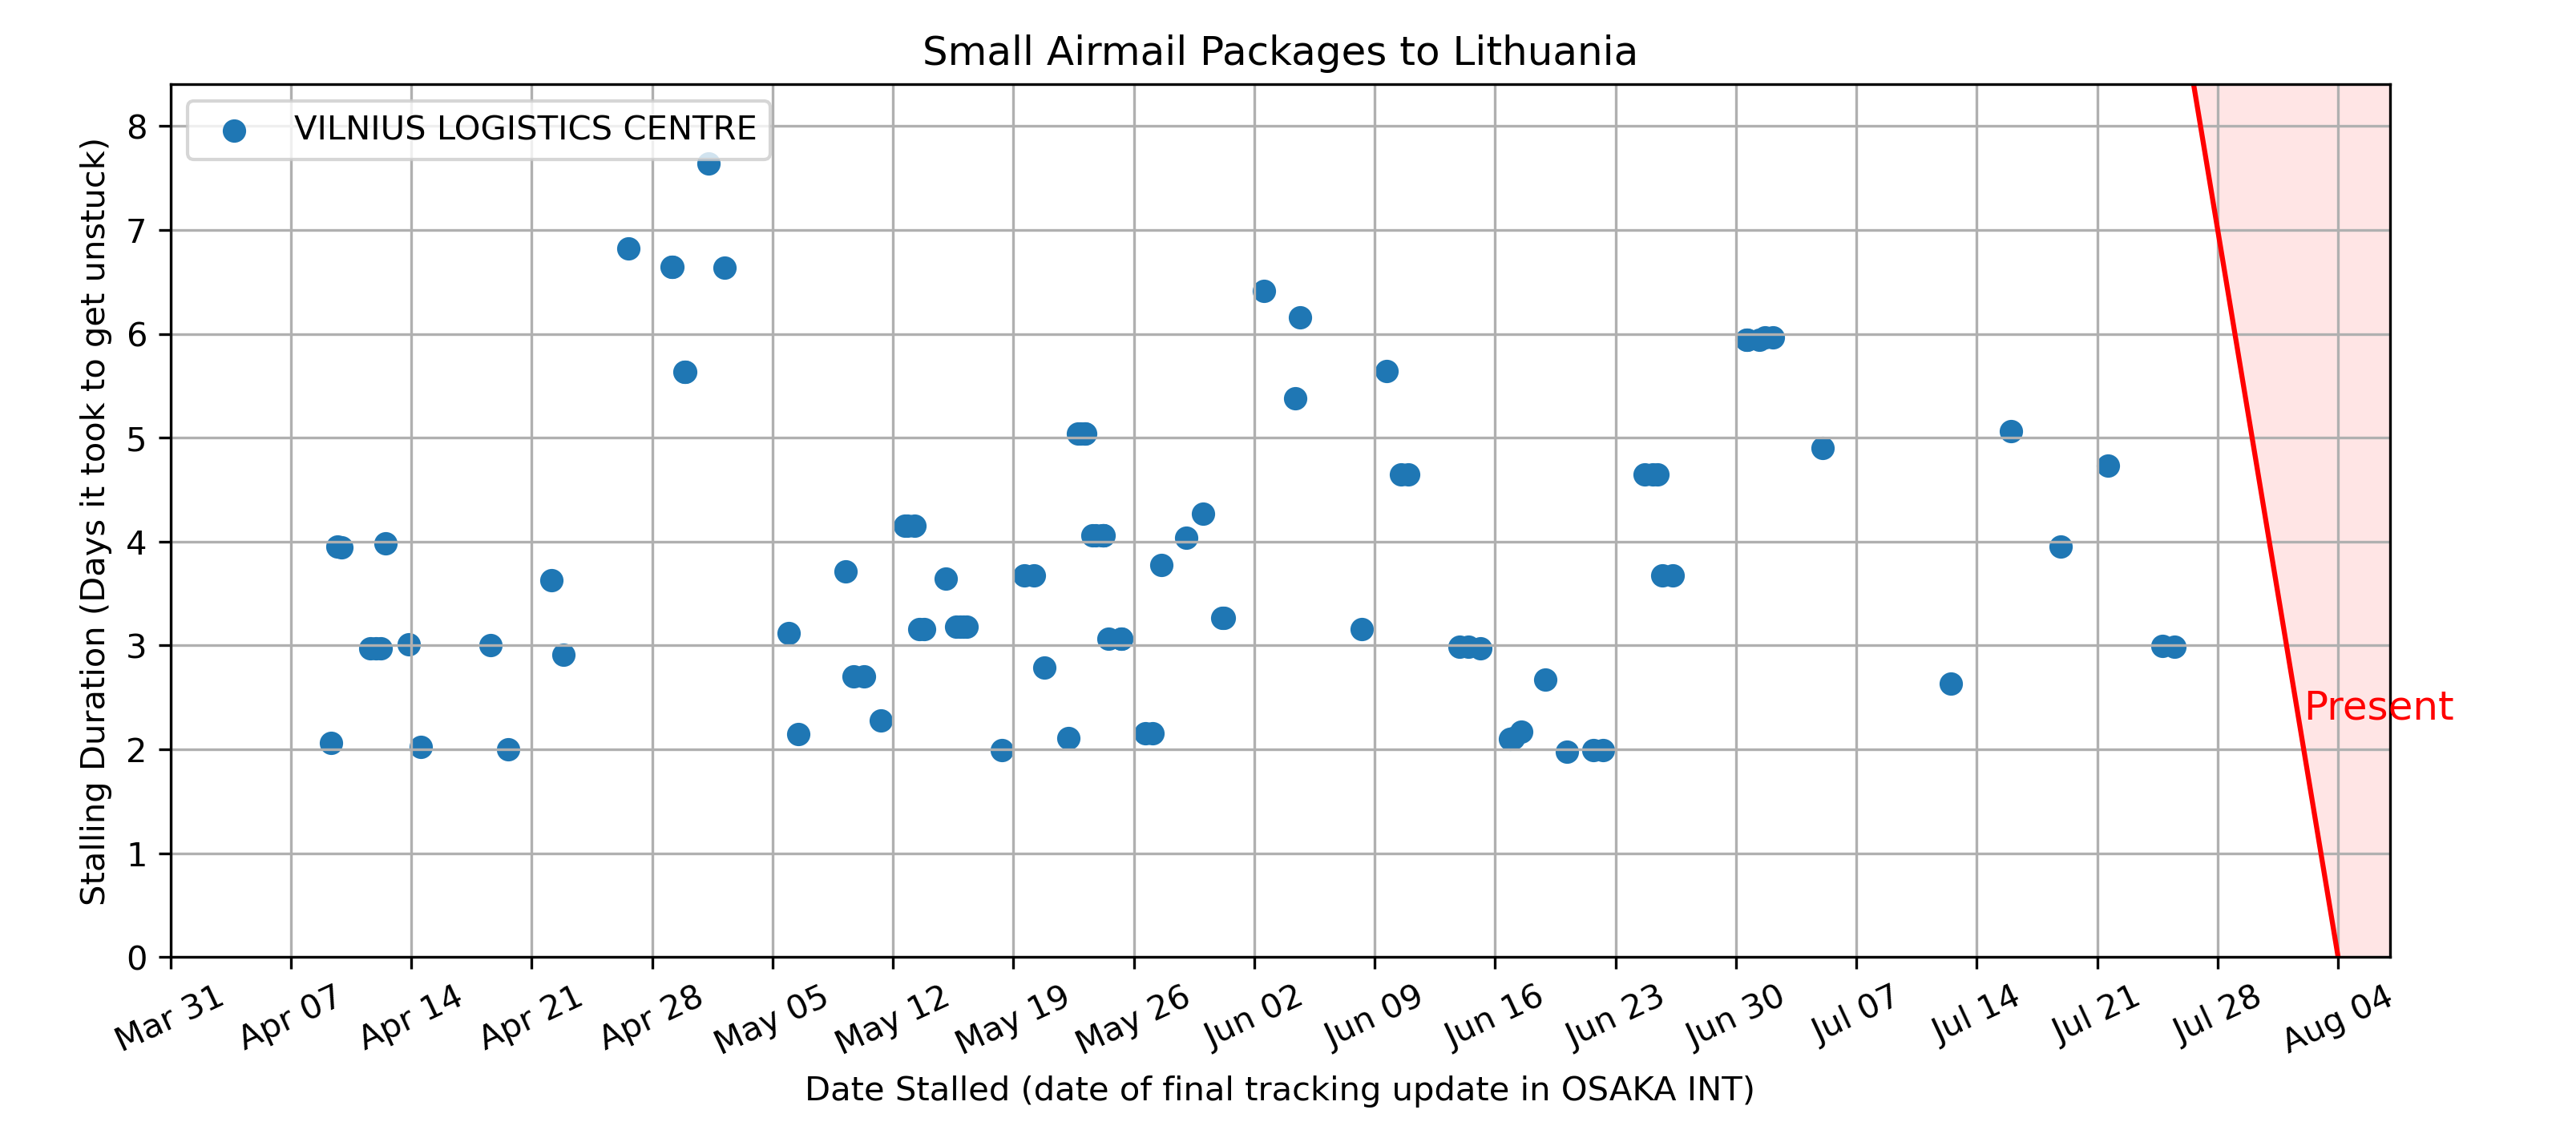 Small Airmail Packages to Lithuania
VILNIUS LOGISTICS CENTRE
Stalling Duration (Days it took to get unstuck)
8
7
6
5
4
3
2
1
0
Present
Mar 31
Apr 07
Apr 14
Apr 21
Apr 28
May 05
May 12
May 19
May 26
Jun 02
Jun 09
Jun 16
Jun 23
Jun 30
Jul 07
Jul 14
Jul 21
Jul 28
Aug 04
Date Stalled (date of final tracking update in OSAKA INT)